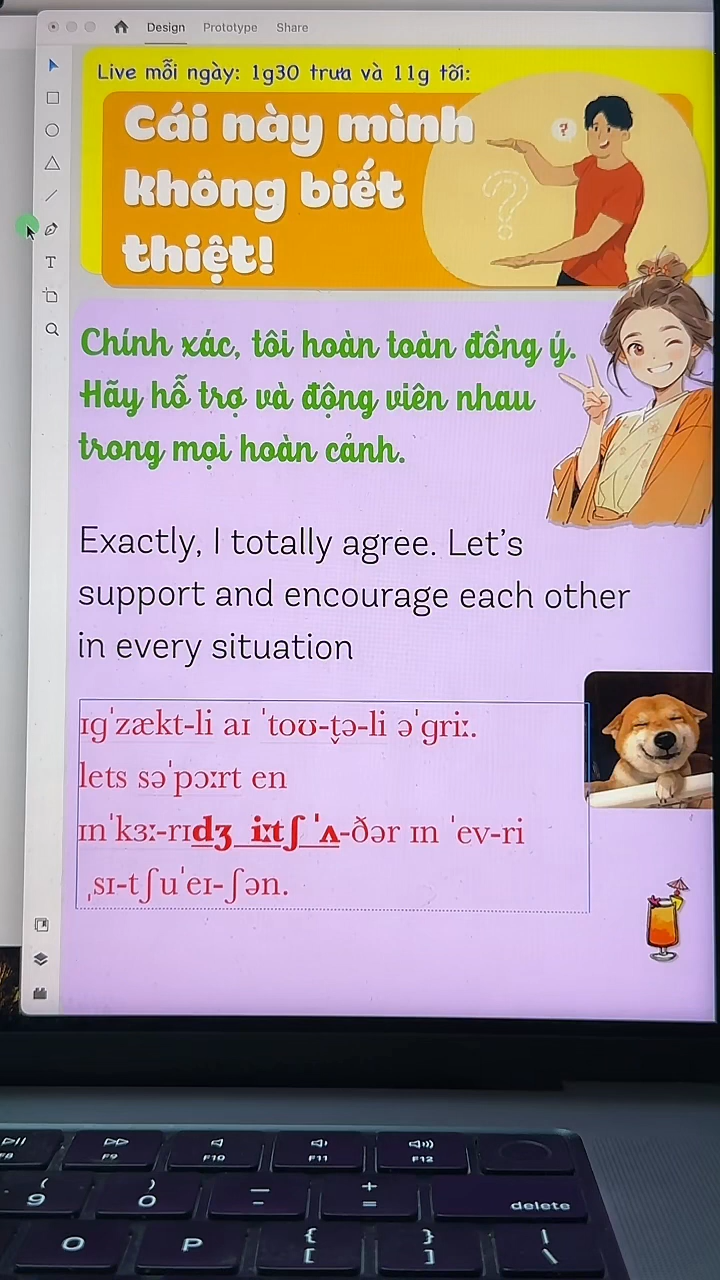 Design Prototype Share
Live mỗi ngày: 1g30 trưa và 11g tối:
Cái này mình
không biết
thiệt!
?
?
T
Chính xác, tôi hoàn toàn đồng ý.
Hãy hỗ trợ và động viên nhau
trong mọi hoàn cảnh.
Exactly, I totally agree. Let’s
support and encourage each other
in every situation
ɪɡˈzækt-li aɪ ˈtoʊ-t̬ə-li əˈɡriː.
lets səˈpɔːrt en
ɪnˈkɜː-rɪdʒ iːtʃ ˈʌ-ðər ɪn ˈev-ri
ˌsɪ-tʃuˈeɪ-ʃən.
F8 F9 F10 F11 F12
( ) — +
9 0 - = delete
{ } |
O P [ ] \